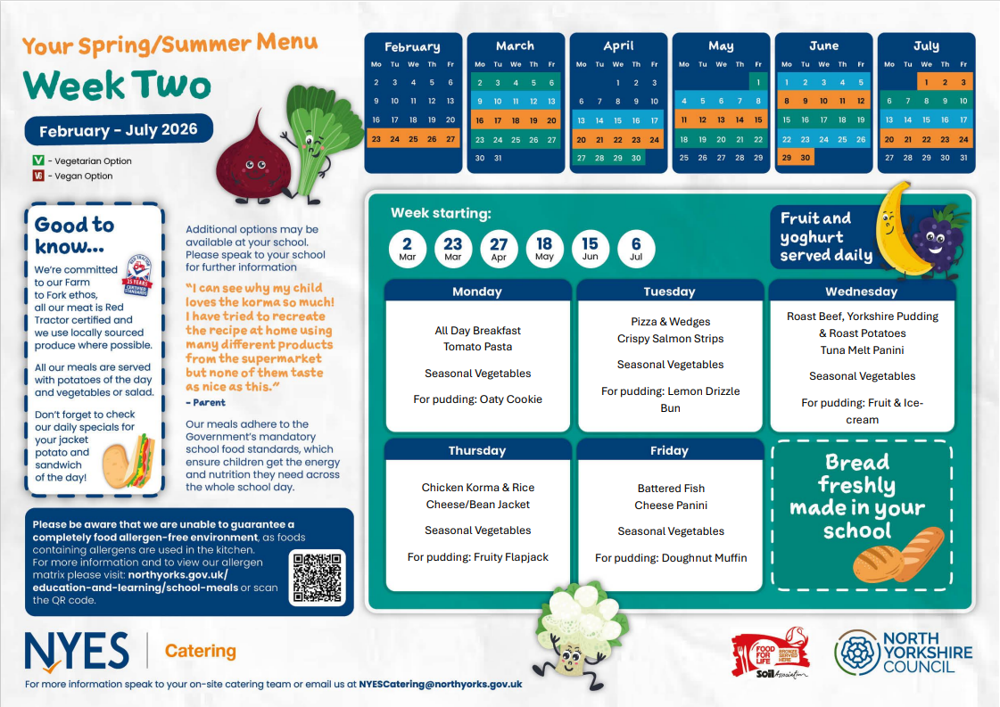 Your Spring/Summer Menu
Week Two
February - July 2026
V - Vegetarian Option
VG - Vegan Option
February
Mo Tu We Th Fr
2 3 4 5 6
9 10 11 12 13
16 17 18 19 20
23 24 25 26 27
March
Mo Tu We Th Fr
2 3 4 5 6
9 10 11 12 13
16 17 18 19 20
23 24 25 26 27
30 31
April
Mo Tu We Th Fr
1 2 3
6 7 8 9 10
13 14 15 16 17
20 21 22 23 24
27 28 29 30
May
Mo Tu We Th Fr
1
4 5 6 7 8
11 12 13 14 15
18 19 20 21 22
25 26 27 28 29
June
Mo Tu We Th Fr
1 2 3 4 5
8 9 10 11 12
15 16 17 18 19
22 23 24 25 26
29 30
July
Mo Tu We Th Fr
1 2 3
6 7 8 9 10
13 14 15 16 17
20 21 22 23 24
27 28 29 30 31
Good to
know...
We're committed
to our Farm
to Fork ethos,
all our meat is Red
Tractor certified and
we use locally sourced
produce where possible.
RED TRACTOR
25 YEARS
CERTIFIED
STANDARDS
All our meals are served
with potatoes of the day
and vegetables or salad.
Don't forget to check
our daily specials for
your jacket
potato and
sandwich
of the day!
Additional options may be
available at your school.
Please speak to your school
for further information
"I can see why my child
loves the korma so much!
I have tried to recreate
the recipe at home using
many different products
from the supermarket
but none of them taste
as nice as this."
- Parent
Our meals adhere to the
Government's mandatory
school food standards, which
ensure children get the energy
and nutrition they need across
the whole school day.
Please be aware that we are unable to guarantee a
completely food allergen-free environment, as foods
containing allergens are used in the kitchen.
For more information and to view our allergen
matrix please visit: northyorks.gov.uk/
education-and-learning/school-meals or scan
the QR code.
Week starting:
2 Mar
23 Mar
27 Apr
18 May
15 Jun
6 Jul
Fruit and
yoghurt
served daily
Monday
All Day Breakfast
Tomato Pasta
Seasonal Vegetables
For pudding: Oaty Cookie
Tuesday
Pizza & Wedges
Crispy Salmon Strips
Seasonal Vegetables
For pudding: Lemon Drizzle
Bun
Wednesday
Roast Beef, Yorkshire Pudding
& Roast Potatoes
Tuna Melt Panini
Seasonal Vegetables
For pudding: Fruit & Ice-
cream
Thursday
Chicken Korma & Rice
Cheese/Bean Jacket
Seasonal Vegetables
For pudding: Fruity Flapjack
Friday
Battered Fish
Cheese Panini
Seasonal Vegetables
For pudding: Doughnut Muffin
Bread
freshly
made in your
school
NYES Catering
For more information speak to your on-site catering team or email us at NYESCatering@northyorks.gov.uk
FOOD
FOR LIFE
BRONZE
SERVED
HERE
Soil Association
NORTH
YORKSHIRE
COUNCIL